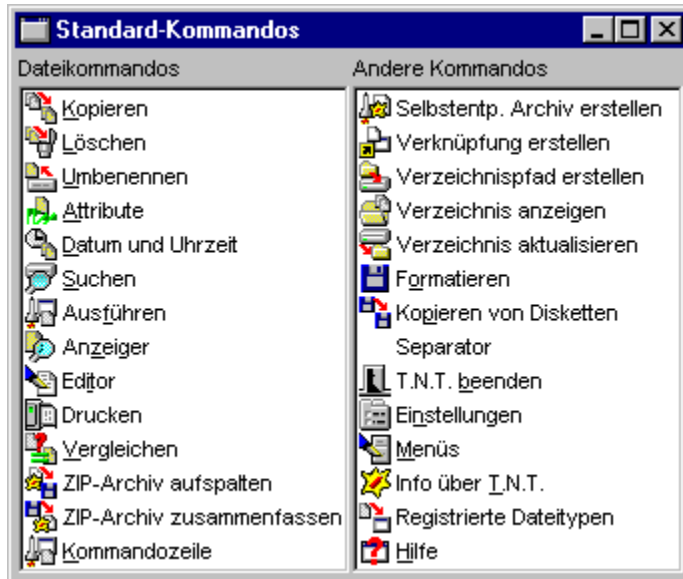 Standard-Kommandos
Dateikommandos
Kopieren
Löschen
Umbenennen
Attribute
Datum und Uhrzeit
Suchen
Ausführen
Anzeiger
Editor
Drucken
Vergleichen
ZIP-Archiv aufspalten
ZIP-Archiv zusammenfassen
Kommandozeile
Andere Kommandos
Selbstentp. Archiv erstellen
Verknüpfung erstellen
Verzeichnispfad erstellen
Verzeichnis anzeigen
Verzeichnis aktualisieren
Formatieren
Kopieren von Disketten
Separator
T.N.T. beenden
Einstellungen
Menüs
Info über T.N.T.
Registrierte Dateitypen
Hilfe